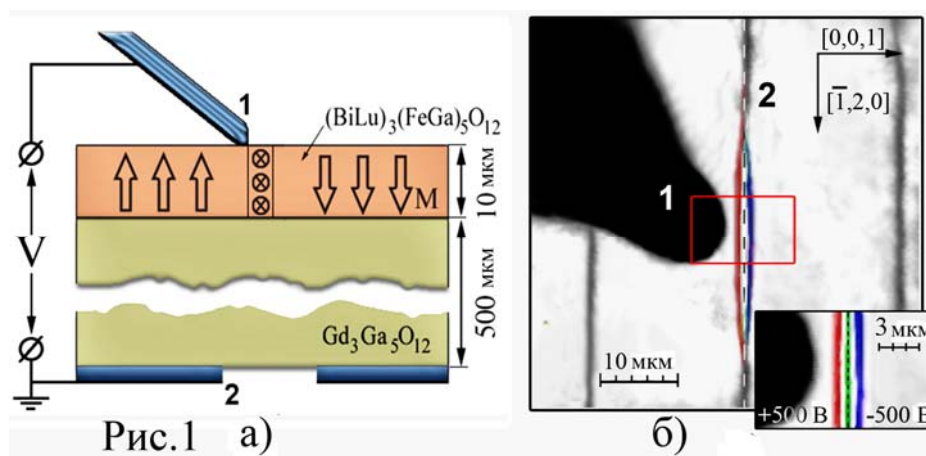 1
(BiLu)₃(FeGa)₅O₁₂
M
10 мкм
V
500 мкм
Gd₃Ga₅O₁₂
2
Рис.1 а)
[0,0,1]
[1̅,2,0]
2
1
10 мкм
3 мкм
+500 В
-500 В
б)